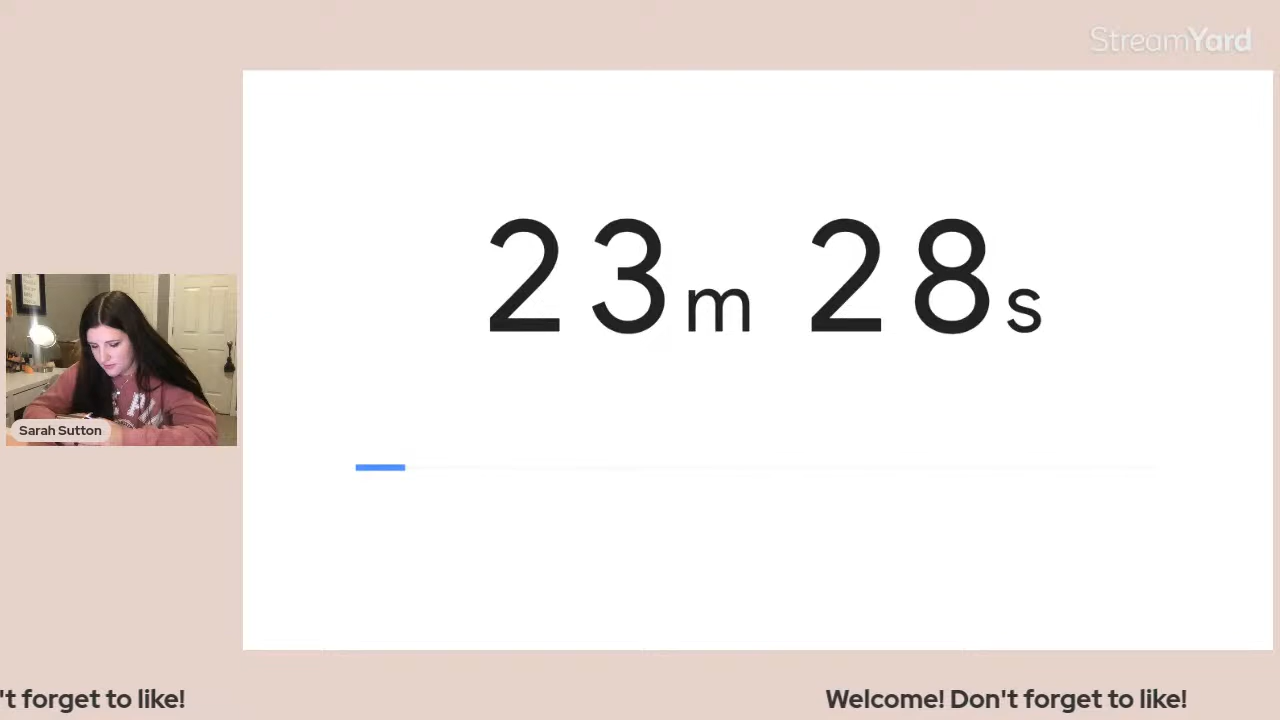 StreamYard
23m 28s
Sarah Sutton
't forget to like!
Welcome! Don't forget to like!